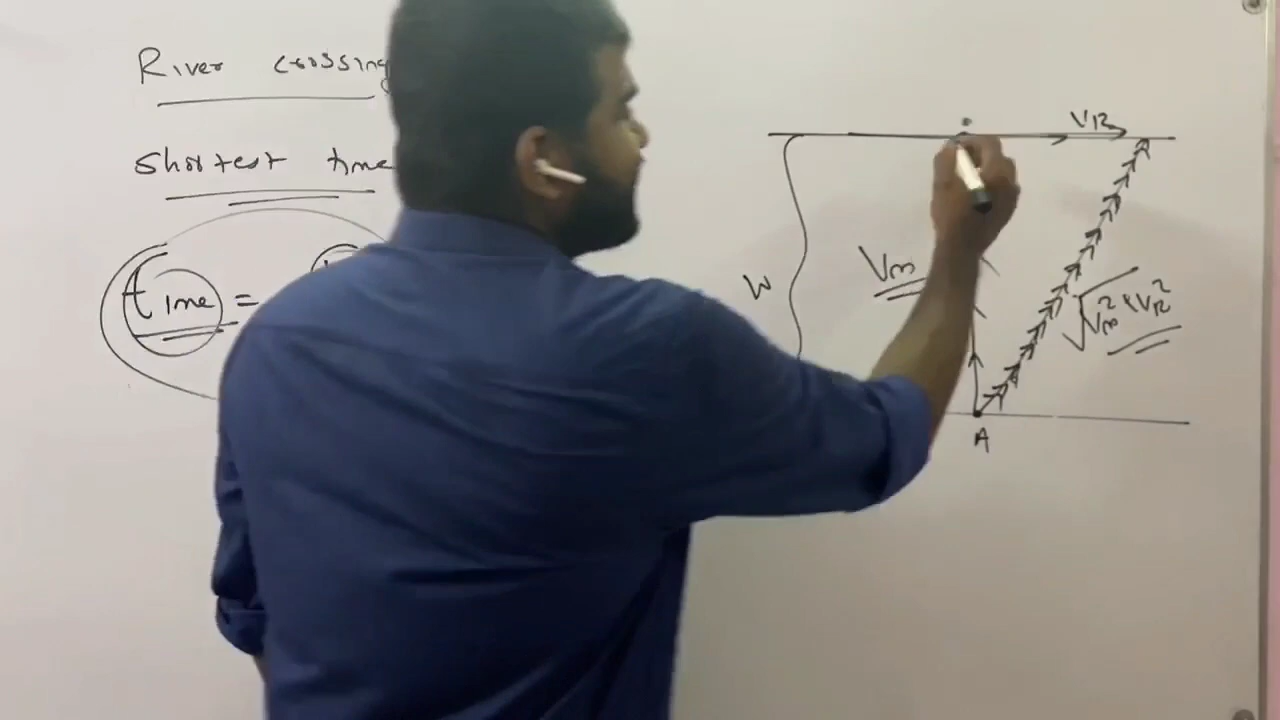 River crossing
Shortest time
time =
VR
W
Vm
√Vm² + VR²
A